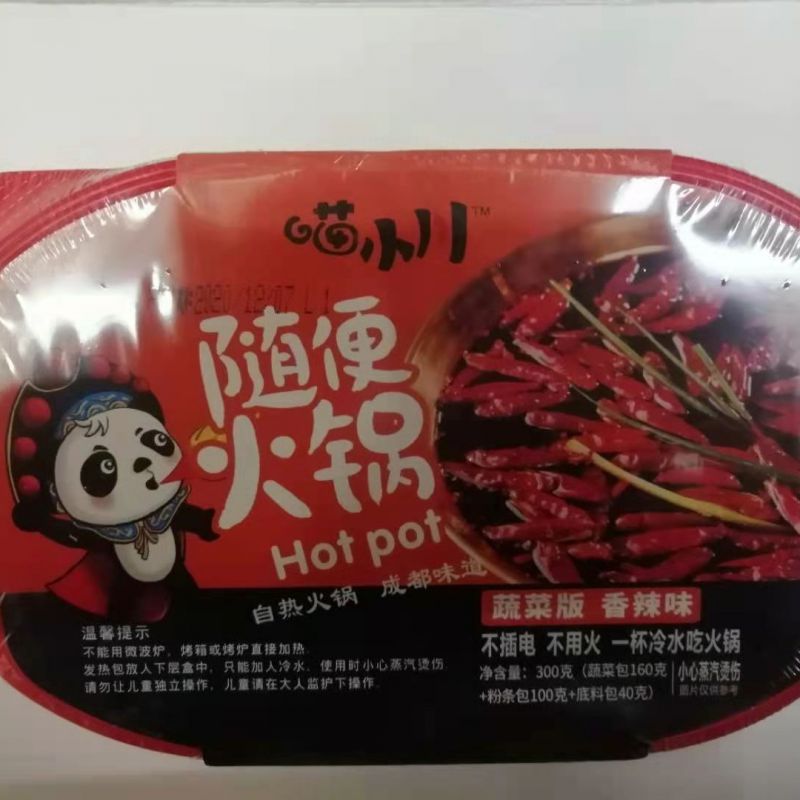 喵小川™
2020/12/07 L 1
随便
火锅
Hot pot
自热火锅 成都味道
蔬菜版 香辣味
不插电 不用火 一杯冷水吃火锅
净含量：300克（蔬菜包160克
+粉条包100克+底料包40克）
小心蒸汽烫伤
图片仅供参考
温馨提示
不能用微波炉，烤箱或烤炉直接加热.
发热包放人下层盒中，只能加人冷水，使用时小心蒸汽烫伤
请勿让儿童独立操作，儿童请在大人监护下操作.